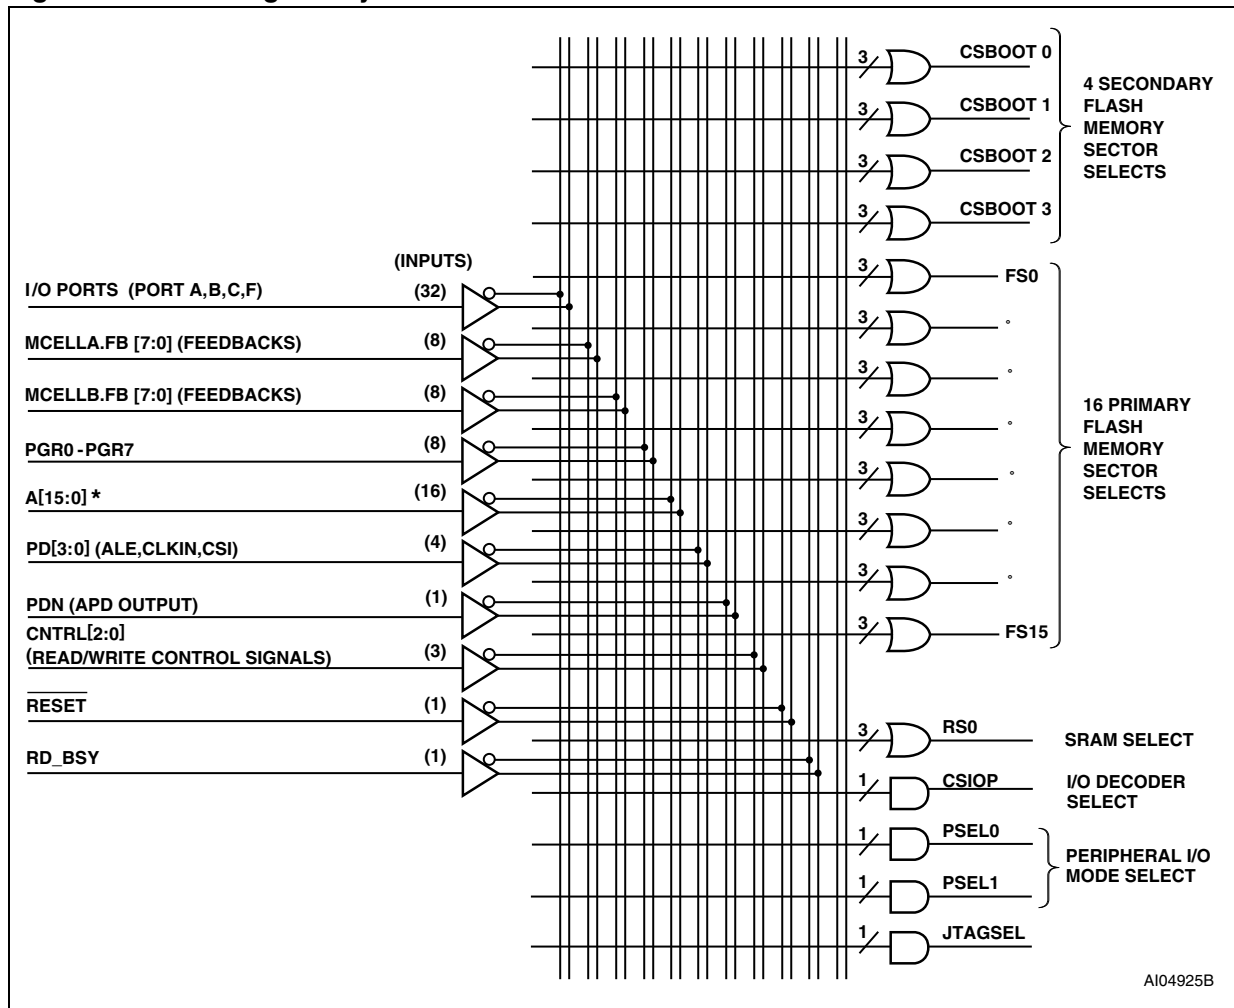 3 CSBOOT 0
3 CSBOOT 1
3 CSBOOT 2
3 CSBOOT 3
4 SECONDARY
FLASH
MEMORY
SECTOR
SELECTS
(INPUTS)
I/O PORTS (PORT A,B,C,F) (32)
MCELLA.FB [7:0] (FEEDBACKS) (8)
MCELLB.FB [7:0] (FEEDBACKS) (8)
PGR0 -PGR7 (8)
A[15:0] * (16)
PD[3:0] (ALE,CLKIN,CSI) (4)
PDN (APD OUTPUT) (1)
CNTRL[2:0]
(READ/WRITE CONTROL SIGNALS) (3)
RESET (1)
RD_BSY (1)
3 FS0
3 °
3 °
3 °
3 °
3 °
3 °
3 FS15
16 PRIMARY
FLASH
MEMORY
SECTOR
SELECTS
3 RS0 SRAM SELECT
1 CSIOP I/O DECODER
SELECT
1 PSEL0
1 PSEL1
PERIPHERAL I/O
MODE SELECT
1 JTAGSEL
AI04925B